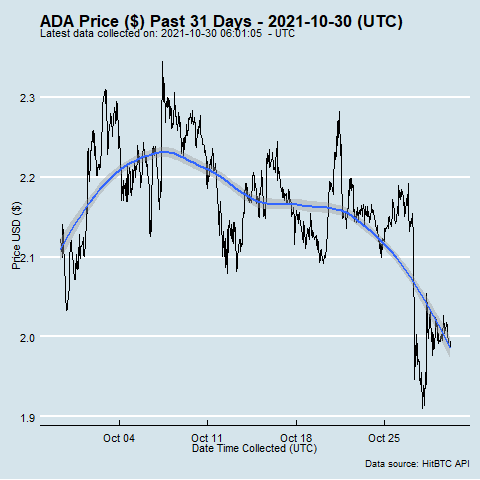 ADA Price ($) Past 31 Days - 2021-10-30 (UTC)
Latest data collected on: 2021-10-30 06:01:05 - UTC
2.3
2.2
2.1
2.0
1.9
Price USD ($)
Oct 04 Oct 11 Oct 18 Oct 25
Date Time Collected (UTC)
Data source: HitBTC API